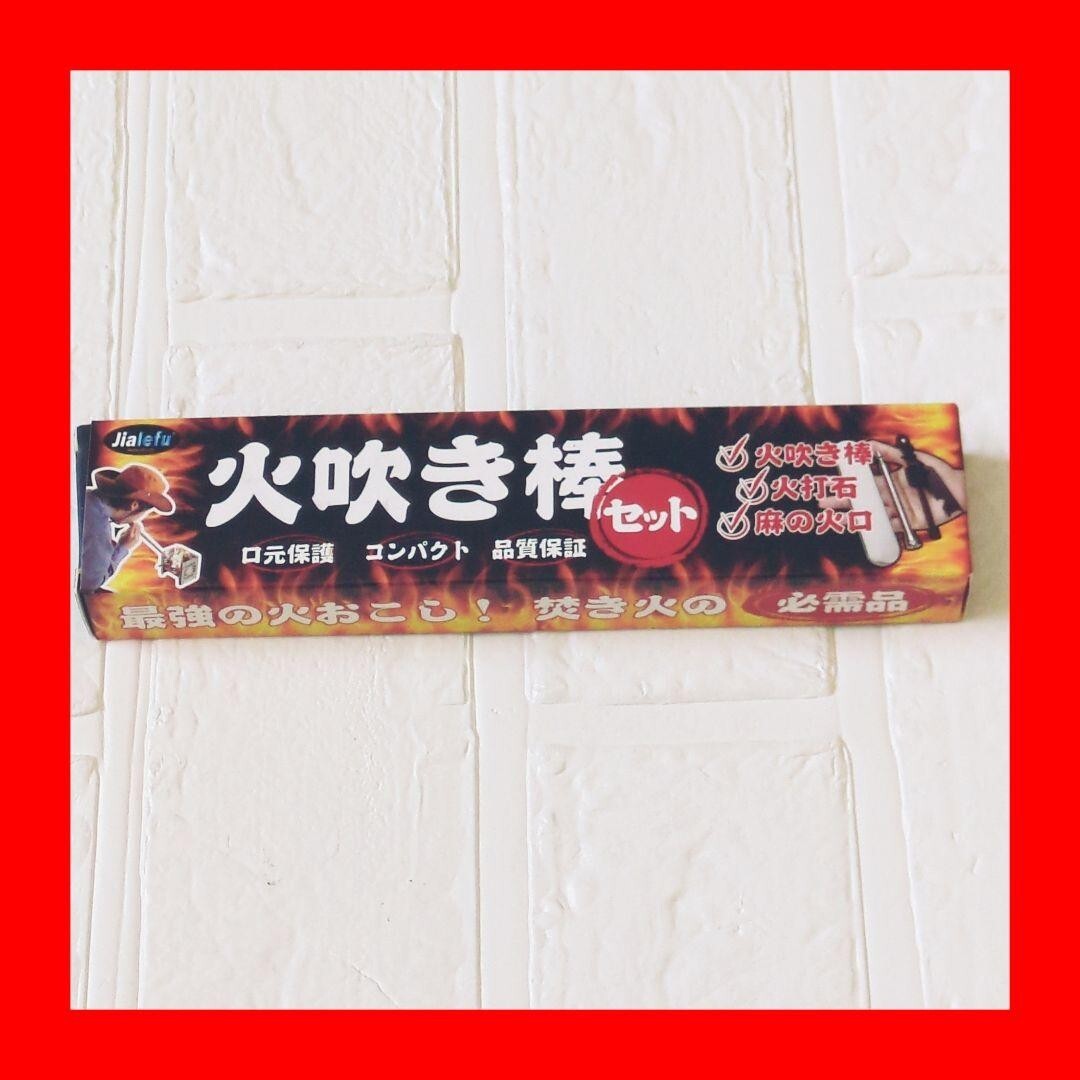 Jialefu
火吹き棒
セット
口元保護 コンパクト 品質保証
火吹き棒
火打石
麻の火口
最強の火おこし! 焚き火の 必需品